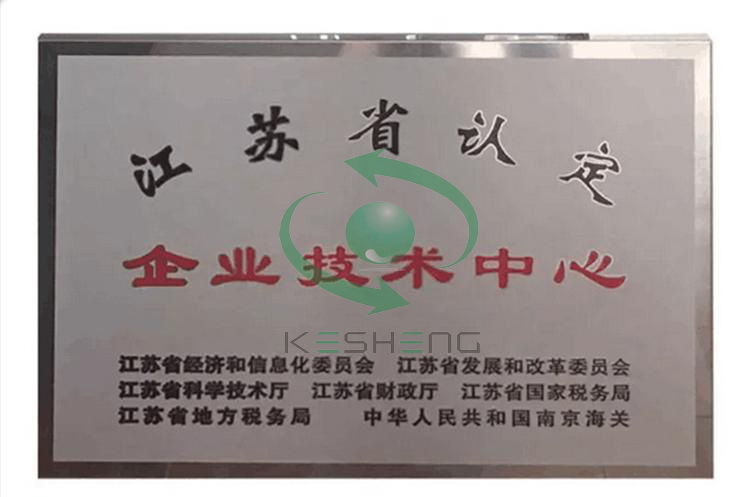 江苏省认定
企业技术中心
KESHENG
江苏省经济和信息化委员会 江苏省发展和改革委员会
江苏省科学技术厅 江苏省财政厅 江苏省国家税务局
江苏省地方税务局 中华人民共和国南京海关